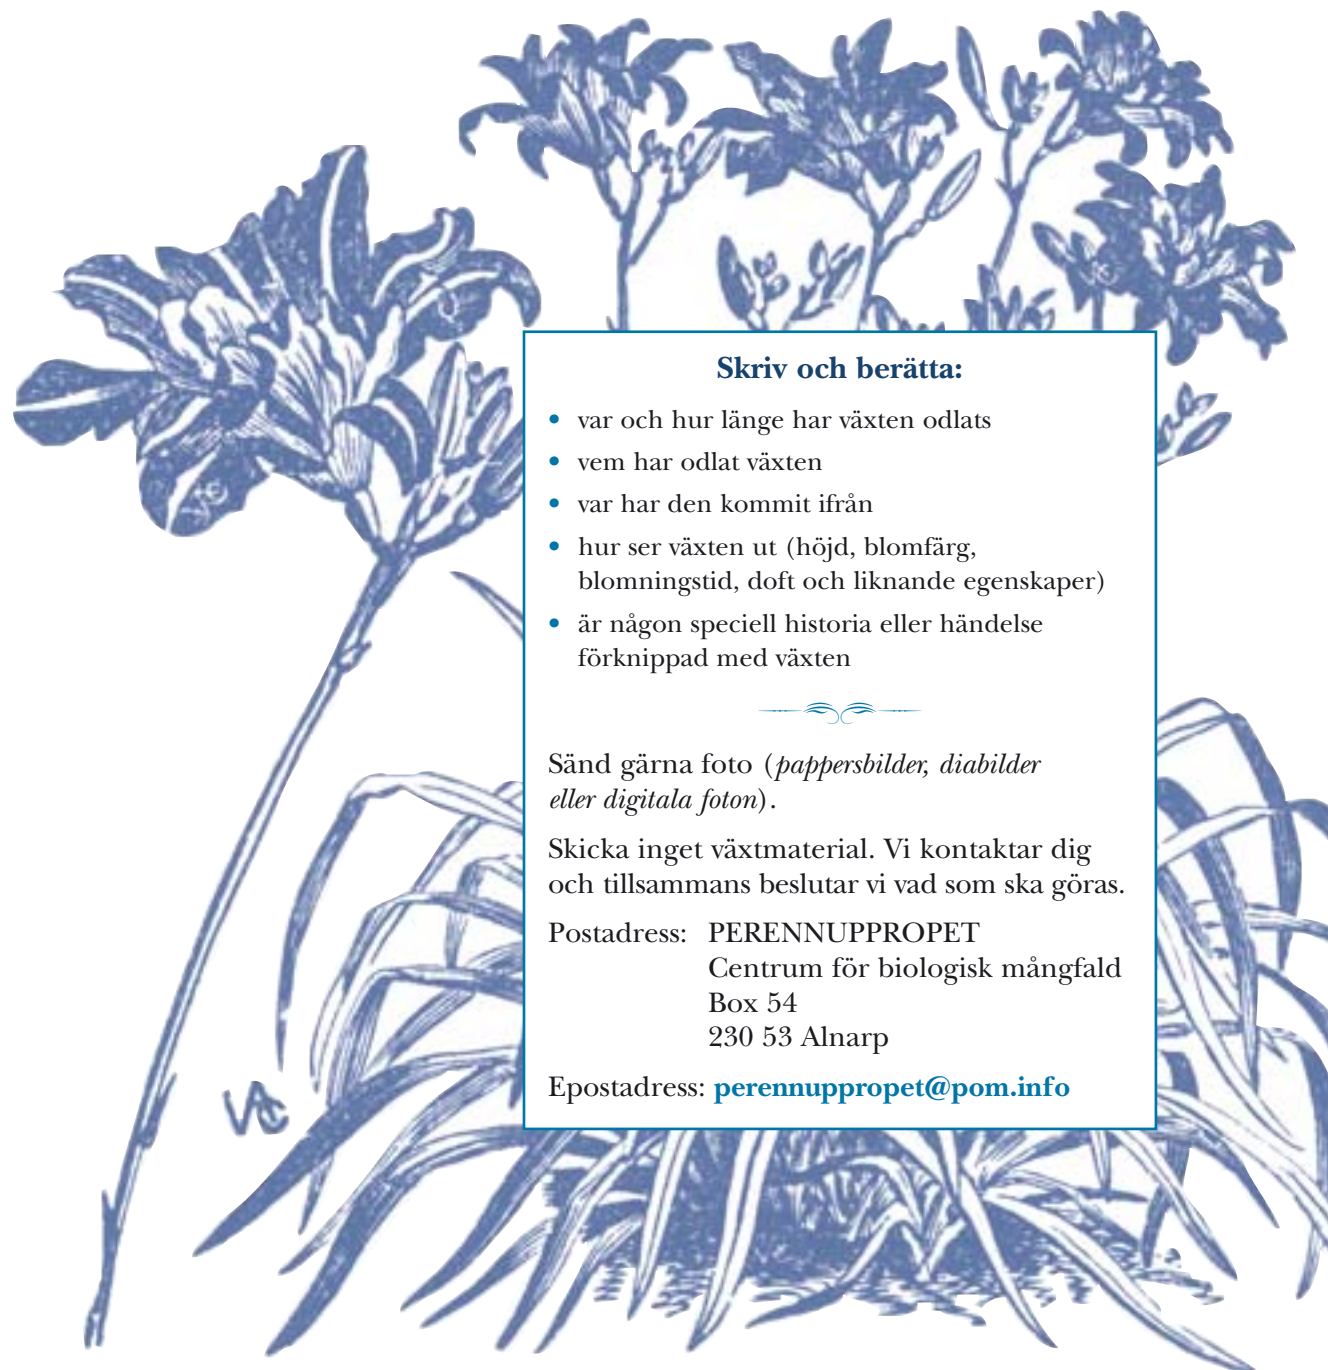 Skriv och berätta:
• var och hur länge har växten odlats
• vem har odlat växten
• var har den kommit ifrån
• hur ser växten ut (höjd, blomfärg,
blomningstid, doft och liknande egenskaper)
• är någon speciell historia eller händelse
förknippad med växten
Sänd gärna foto (pappersbilder, diabilder
eller digitala foton).
Skicka inget växtmaterial. Vi kontaktar dig
och tillsammans beslutar vi vad som ska göras.
Postadress: PERENNUPPROPET
Centrum för biologisk mångfald
Box 54
230 53 Alnarp
Epostadress: perennuppropet@pom.info